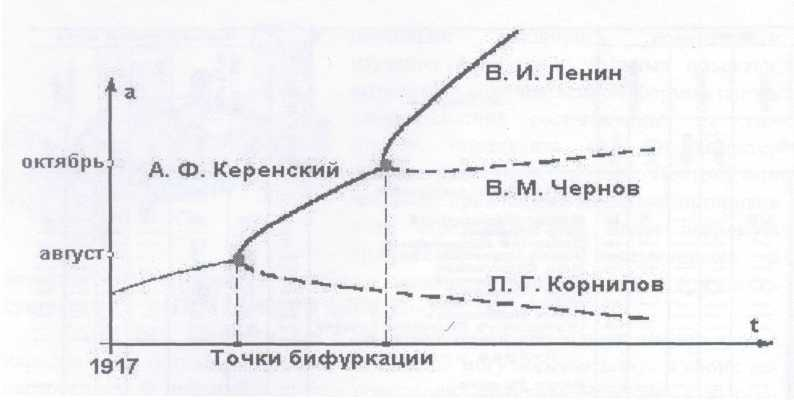 В. И. Ленин
а
октябрь
А. Ф. Керенский
В. М. Чернов
август
Л. Г. Корнилов
t
1917
Точки бифуркации